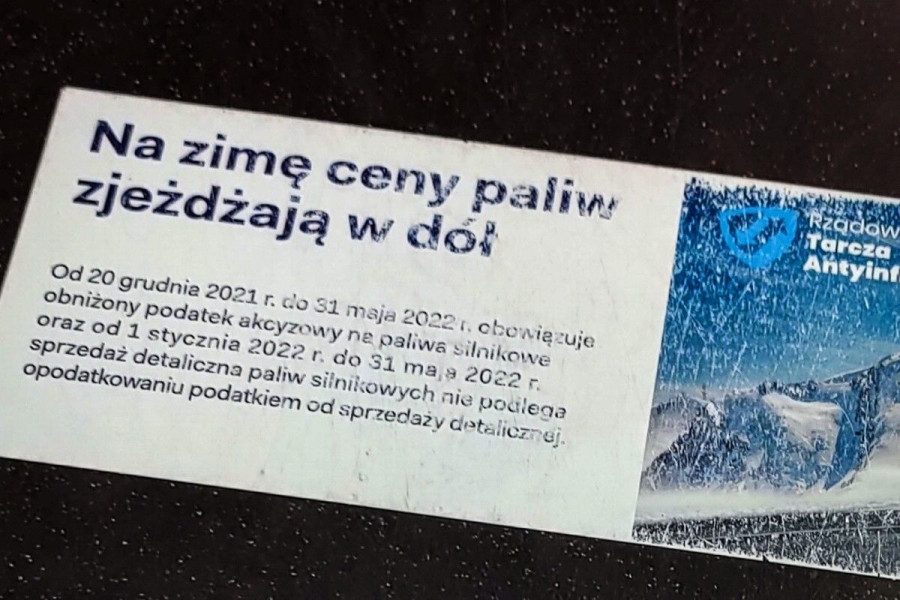 Na zimę ceny paliw
zjeżdżają w dół
Od 20 grudnia 2021 r. do 31 maja 2022 r. obowiązuje
obniżony podatek akcyzowy na paliwa silnikowe
oraz od 1 stycznia 2022 r. do 31 maja 2022 r.
sprzedaż detaliczna paliw silnikowych nie podlega
opodatkowaniu podatkiem od sprzedaży detalicznej.
Rządow
Tarcza
Antyinf